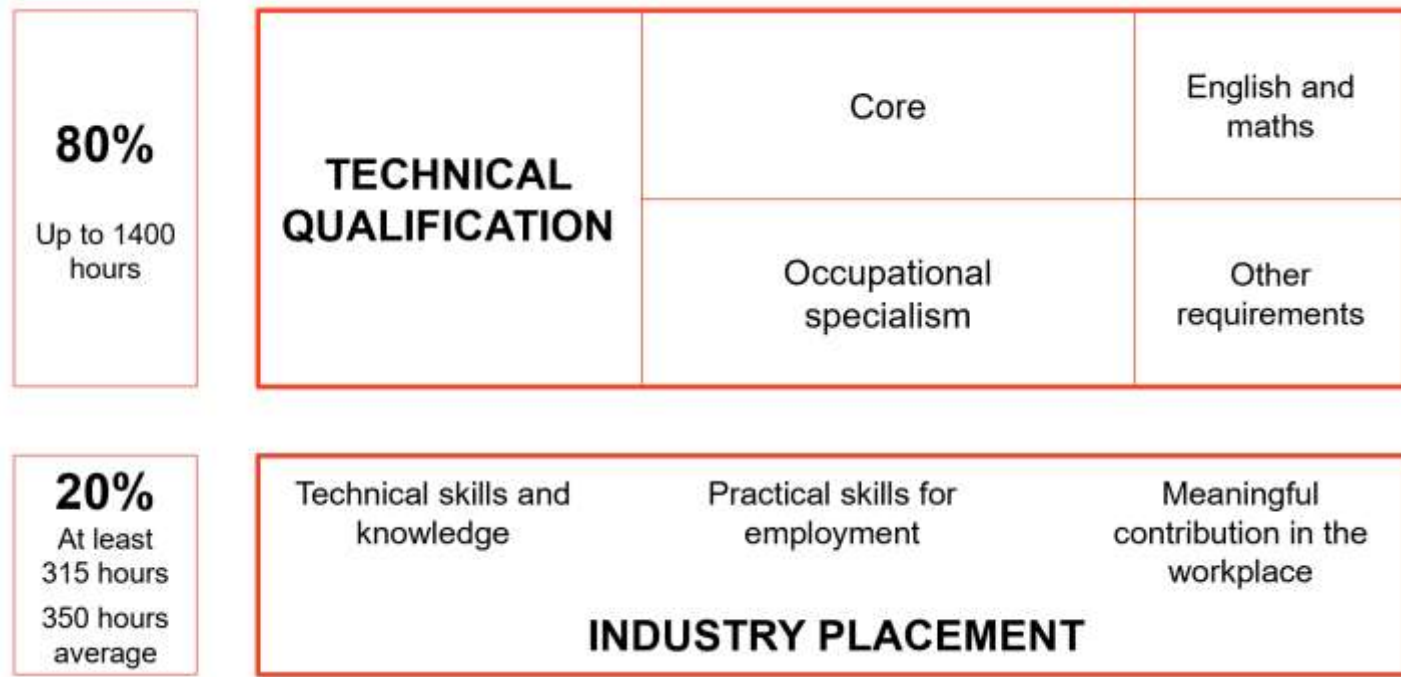 80%
Up to 1400
hours
TECHNICAL
QUALIFICATION
Core
English and
maths
Occupational
specialism
Other
requirements
20%
At least
315 hours
350 hours
average
Technical skills and
knowledge
Practical skills for
employment
Meaningful
contribution in the
workplace
INDUSTRY PLACEMENT